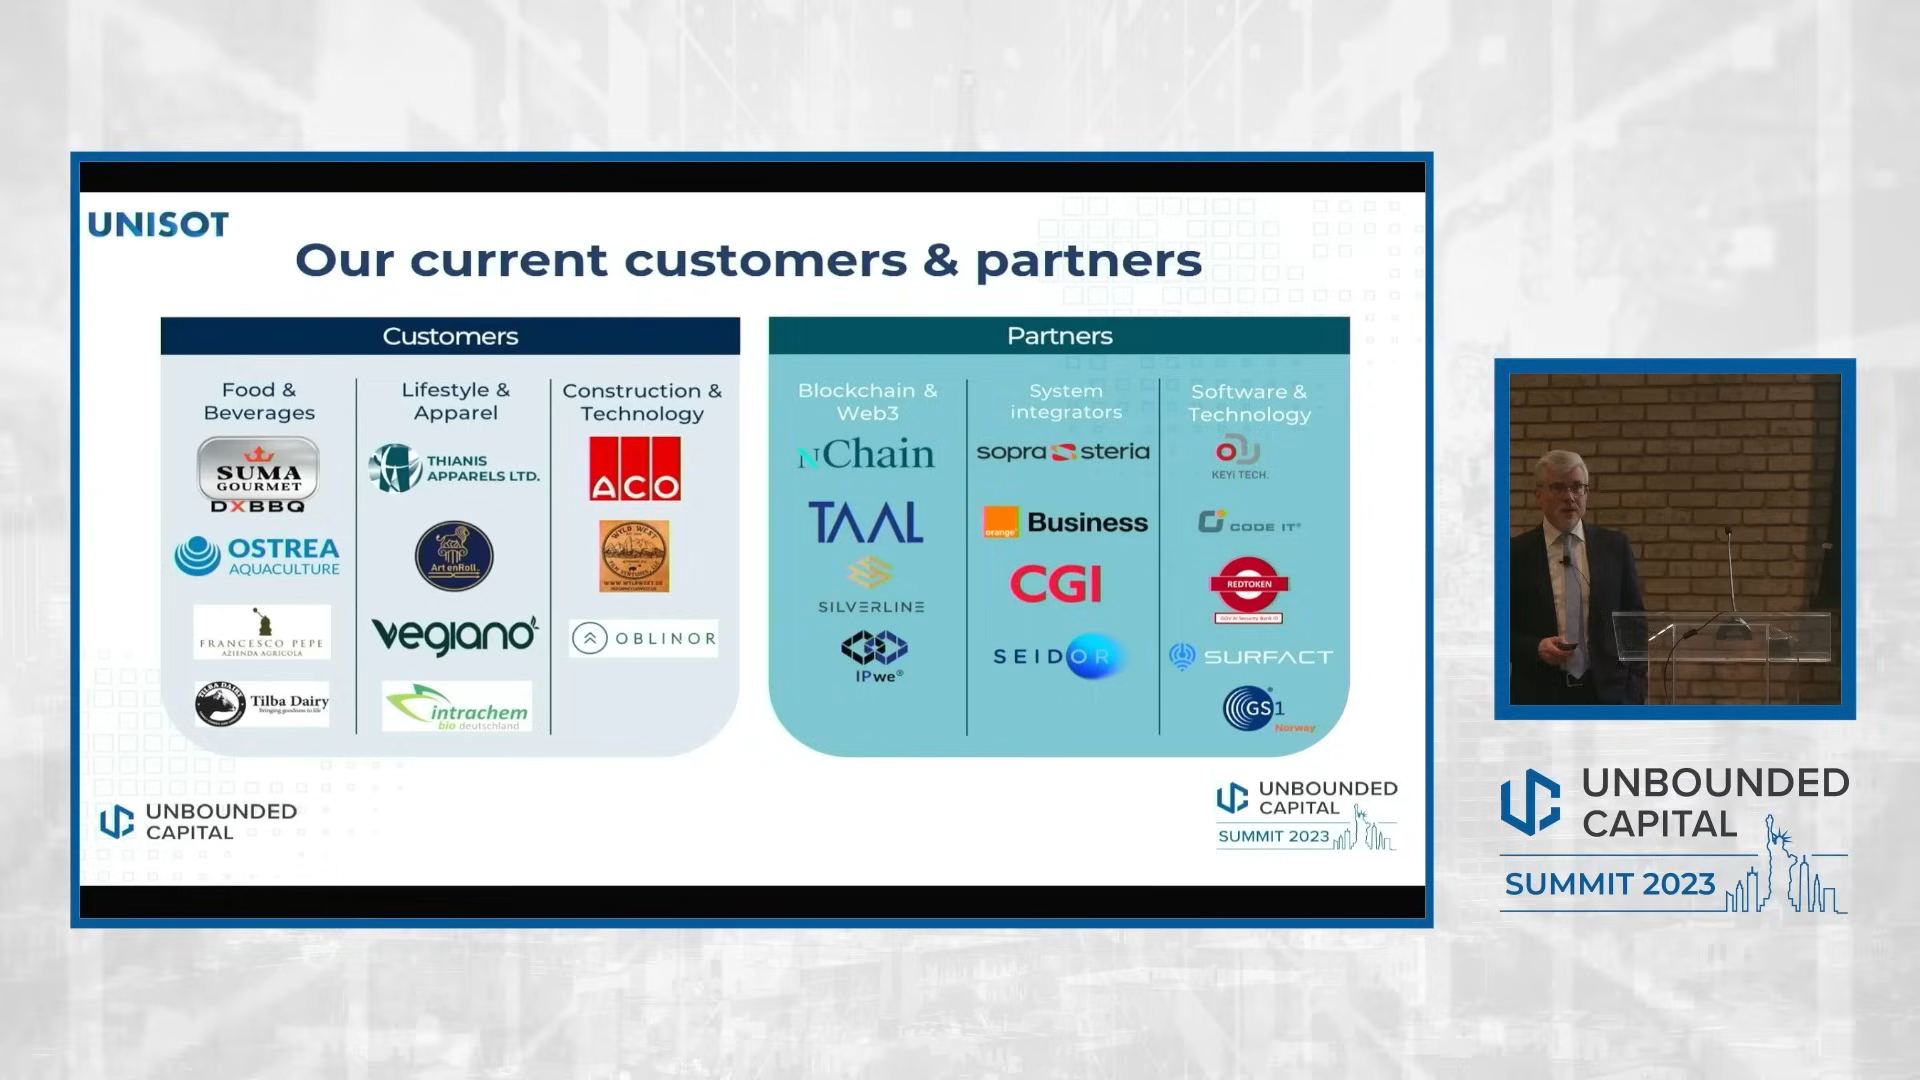 UNISOT
Our current customers & partners
Customers
Food &
Beverages
SUMA
GOURMET
DXBBQ
OSTREA
AQUACULTURE
FRANCESCO PEPE
AZIENDA AGRICOLA
TILBA DAIRY
Tilba Dairy
Bringing goodness to life
Lifestyle &
Apparel
THIANIS
APPARELS LTD.
Art enRoll
vegiano
intrachem
bio deutschland
Construction &
Technology
ACO
WYLD WEST
OBLINOR
Partners
Blockchain &
Web3
nChain
TAAL
SILVERLINE
IPwe®
System
integrators
sopra steria
orange
Business
CGI
SEIDOR
Software &
Technology
KEYi TECH.
CODE IT
REDTOKEN
SURFACT
GS1
Norway
UNBOUNDED
CAPITAL
UNBOUNDED
CAPITAL
SUMMIT 2023
UNBOUNDED
CAPITAL
SUMMIT 2023